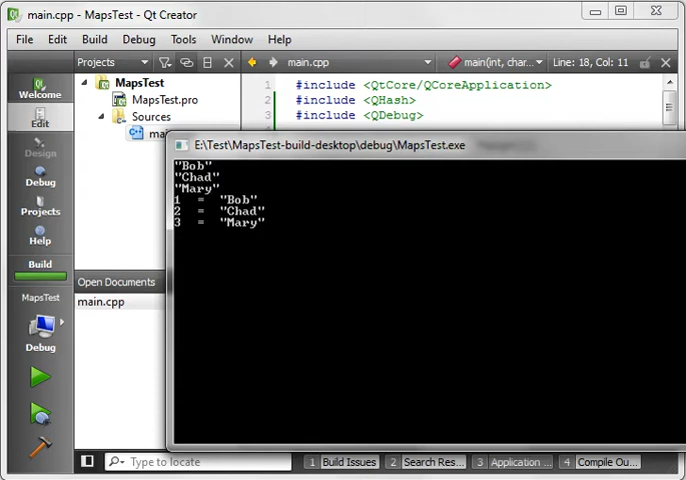 main.cpp - MapsTest - Qt Creator
File Edit Build Debug Tools Window Help
Projects main.cpp main(int, char... Line: 18, Col: 11
Welcome
Edit
Design
Debug
Projects
Help
Build
MapsTest
Debug
MapsTest
MapsTest.pro
Sources
Open Documents
main.cpp
1 #include <QtCore/QCoreApplication>
2 #include <QHash>
3 #include <QDebug>
E:\Test\MapsTest-build-desktop\debug\MapsTest.exe
"Bob"
"Chad"
"Mary"
1 = "Bob"
2 = "Chad"
3 = "Mary"
Type to locate 1 Build Issues 2 Search Res... 3 Application ... 4 Compile Ou...